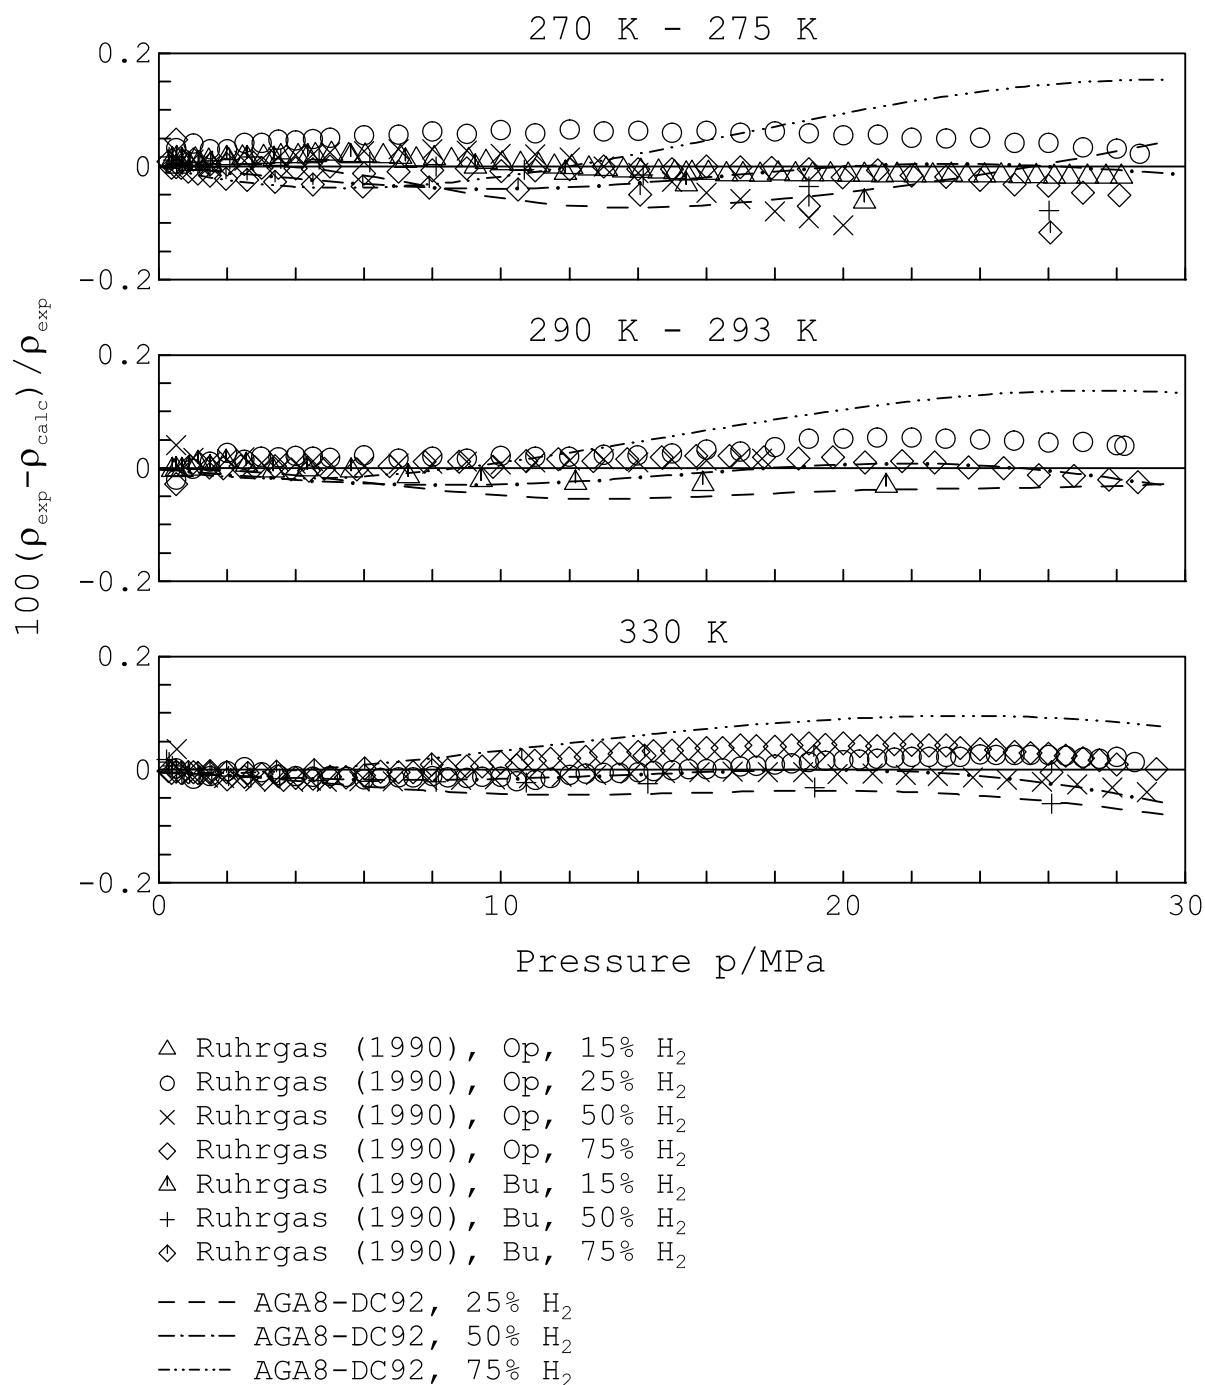 270 K - 275 K
0.2
0
-0.2
290 K - 293 K
0.2
0
-0.2
100(ρexp-ρcalc)/ρexp
330 K
0.2
0
-0.2
0 10 20 30
Pressure p/MPa
Ruhrgas (1990), Op, 15% H2
Ruhrgas (1990), Op, 25% H2
Ruhrgas (1990), Op, 50% H2
Ruhrgas (1990), Op, 75% H2
Ruhrgas (1990), Bu, 15% H2
Ruhrgas (1990), Bu, 50% H2
Ruhrgas (1990), Bu, 75% H2
AGA8-DC92, 25% H2
AGA8-DC92, 50% H2
AGA8-DC92, 75% H2